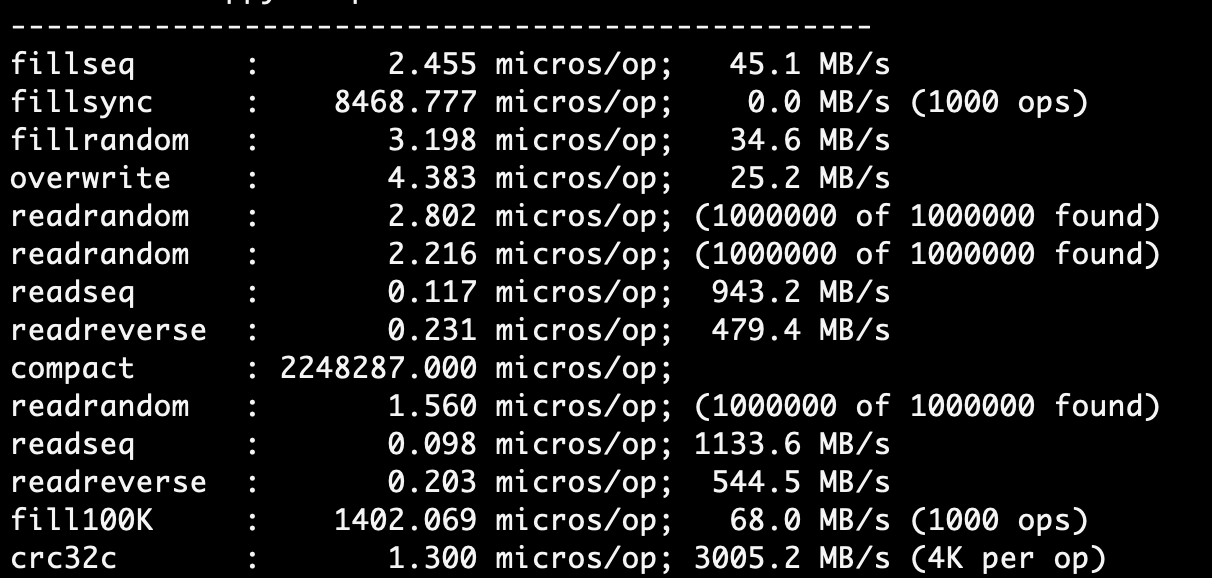 ------------------------------------------------
fillseq      :       2.455 micros/op;   45.1 MB/s
fillsync     :    8468.777 micros/op;    0.0 MB/s (1000 ops)
fillrandom   :       3.198 micros/op;   34.6 MB/s
overwrite    :       4.383 micros/op;   25.2 MB/s
readrandom   :       2.802 micros/op; (1000000 of 1000000 found)
readrandom   :       2.216 micros/op; (1000000 of 1000000 found)
readseq      :       0.117 micros/op;  943.2 MB/s
readreverse  :       0.231 micros/op;  479.4 MB/s
compact      : 2248287.000 micros/op;
readrandom   :       1.560 micros/op; (1000000 of 1000000 found)
readseq      :       0.098 micros/op; 1133.6 MB/s
readreverse  :       0.203 micros/op;  544.5 MB/s
fill100K     :    1402.069 micros/op;   68.0 MB/s (1000 ops)
crc32c       :       1.300 micros/op; 3005.2 MB/s (4K per op)